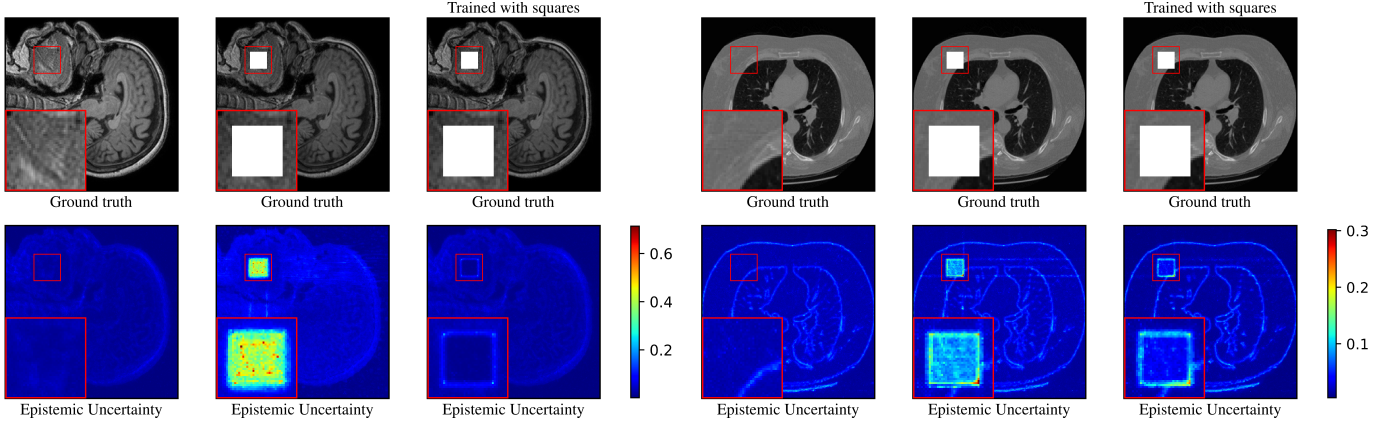 Trained with squares
Trained with squares
Ground truth
Ground truth
Ground truth
Ground truth
Ground truth
Ground truth
0.6
0.4
0.2
0.3
0.2
0.1
Epistemic Uncertainty
Epistemic Uncertainty
Epistemic Uncertainty
Epistemic Uncertainty
Epistemic Uncertainty
Epistemic Uncertainty